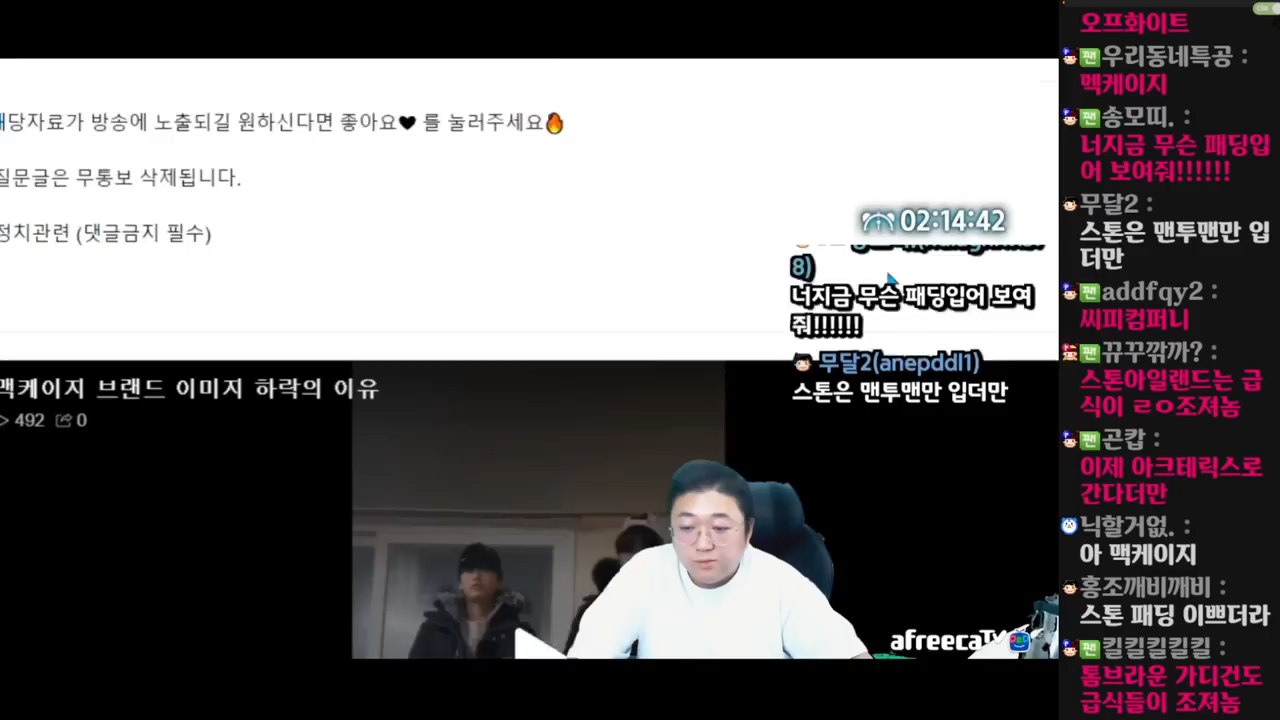 해당자료가 방송에 노출되길 원하신다면 좋아요🖤 를 눌러주세요🔥
질문글은 무통보 삭제됩니다.
정치관련 (댓글금지 필수)
02:14:42
8)
너지금 무슨 패딩입어 보여
줘!!!!!!
무달2(anepddl1)
스톤은 맨투맨만 입더만
맥케이지 브랜드 이미지 하락의 이유
492 0
afreecaTV
오프화이트
팬 우리동네특공 :
멕케이지
팬 송모띠. :
너지금 무슨 패딩입
어 보여줘!!!!!!
무달2 :
스톤은 맨투맨만 입
더만
팬 addfqy2 :
씨피컴퍼니
팬 뀨꾸깎까? :
스톤아일랜드는 급
식이 ㄹㅇ조져놈
팬 곤캅 :
이제 아크테릭스로
간다더만
닉할거없. :
아 맥케이지
홍조깨비깨비 :
스톤 패딩 이쁘더라
팬 킬킬킬킬킬 :
톰브라운 가디건도
급식들이 조져놈